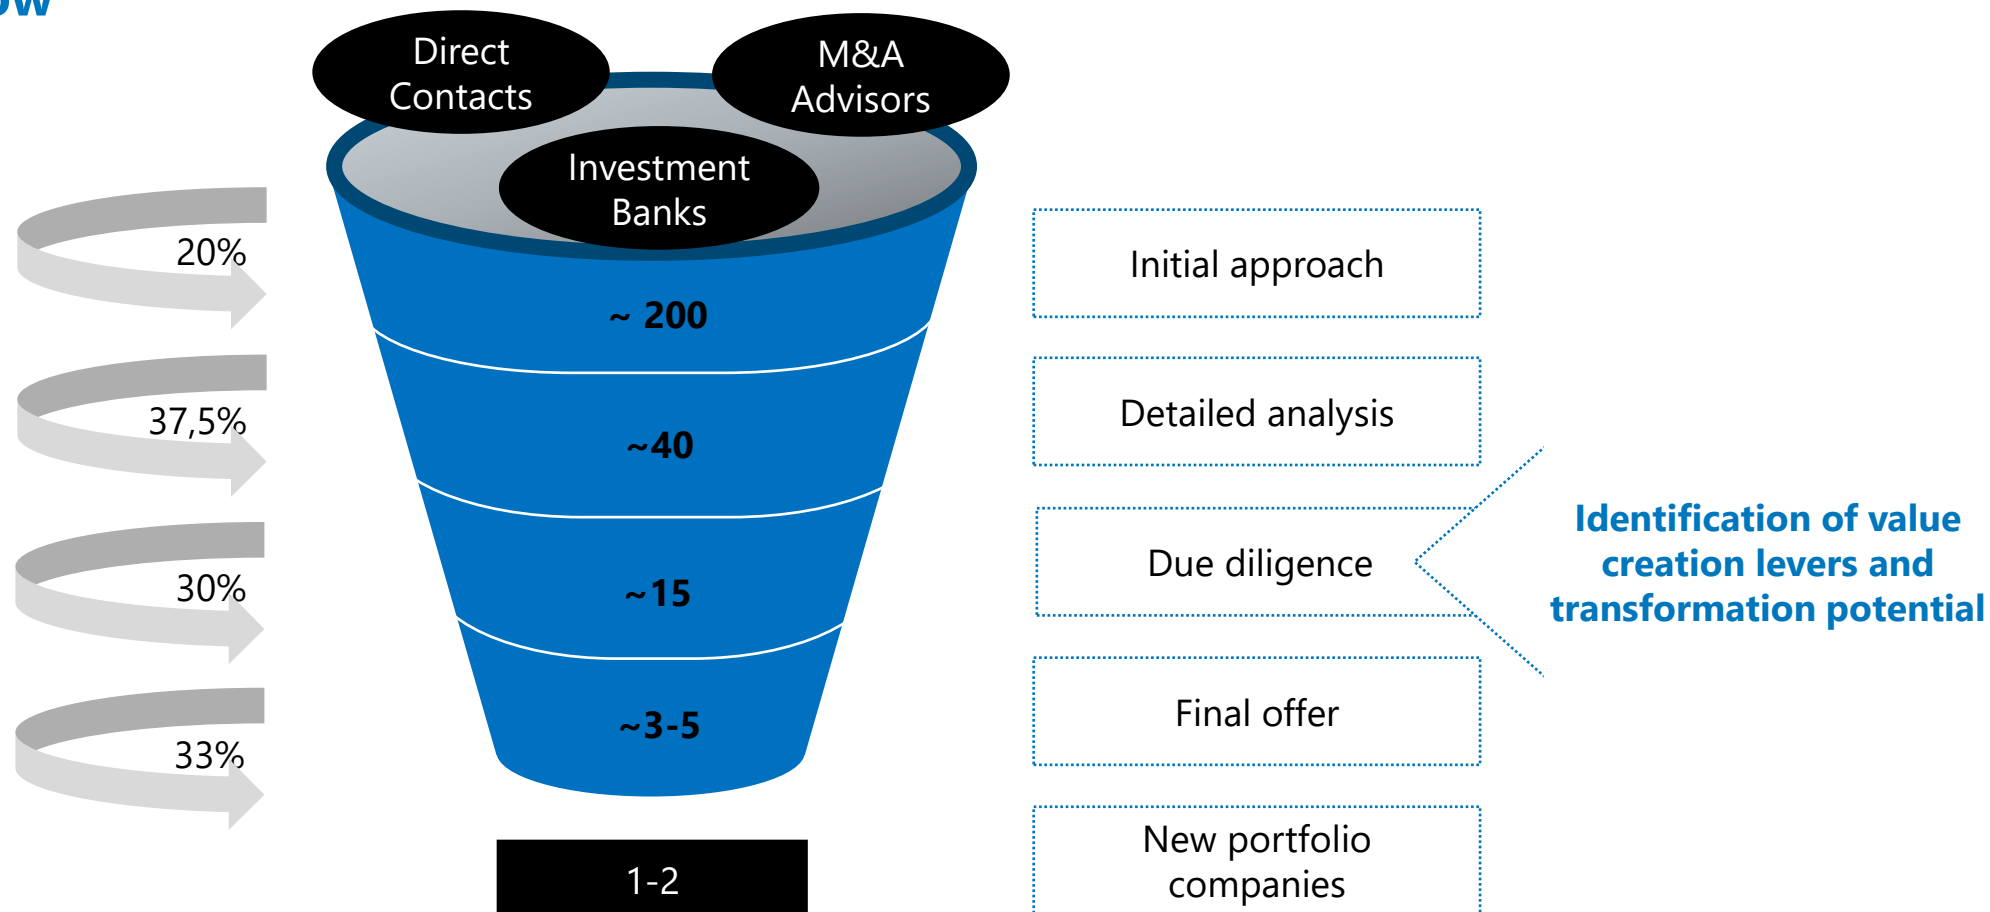 Direct
Contacts
M&A
Advisors
Investment
Banks
20%
~ 200
Initial approach
37,5%
~40
Detailed analysis
30%
~15
Due diligence
Identification of value
creation levers and
transformation potential
33%
~3-5
Final offer
1-2
New portfolio
companies